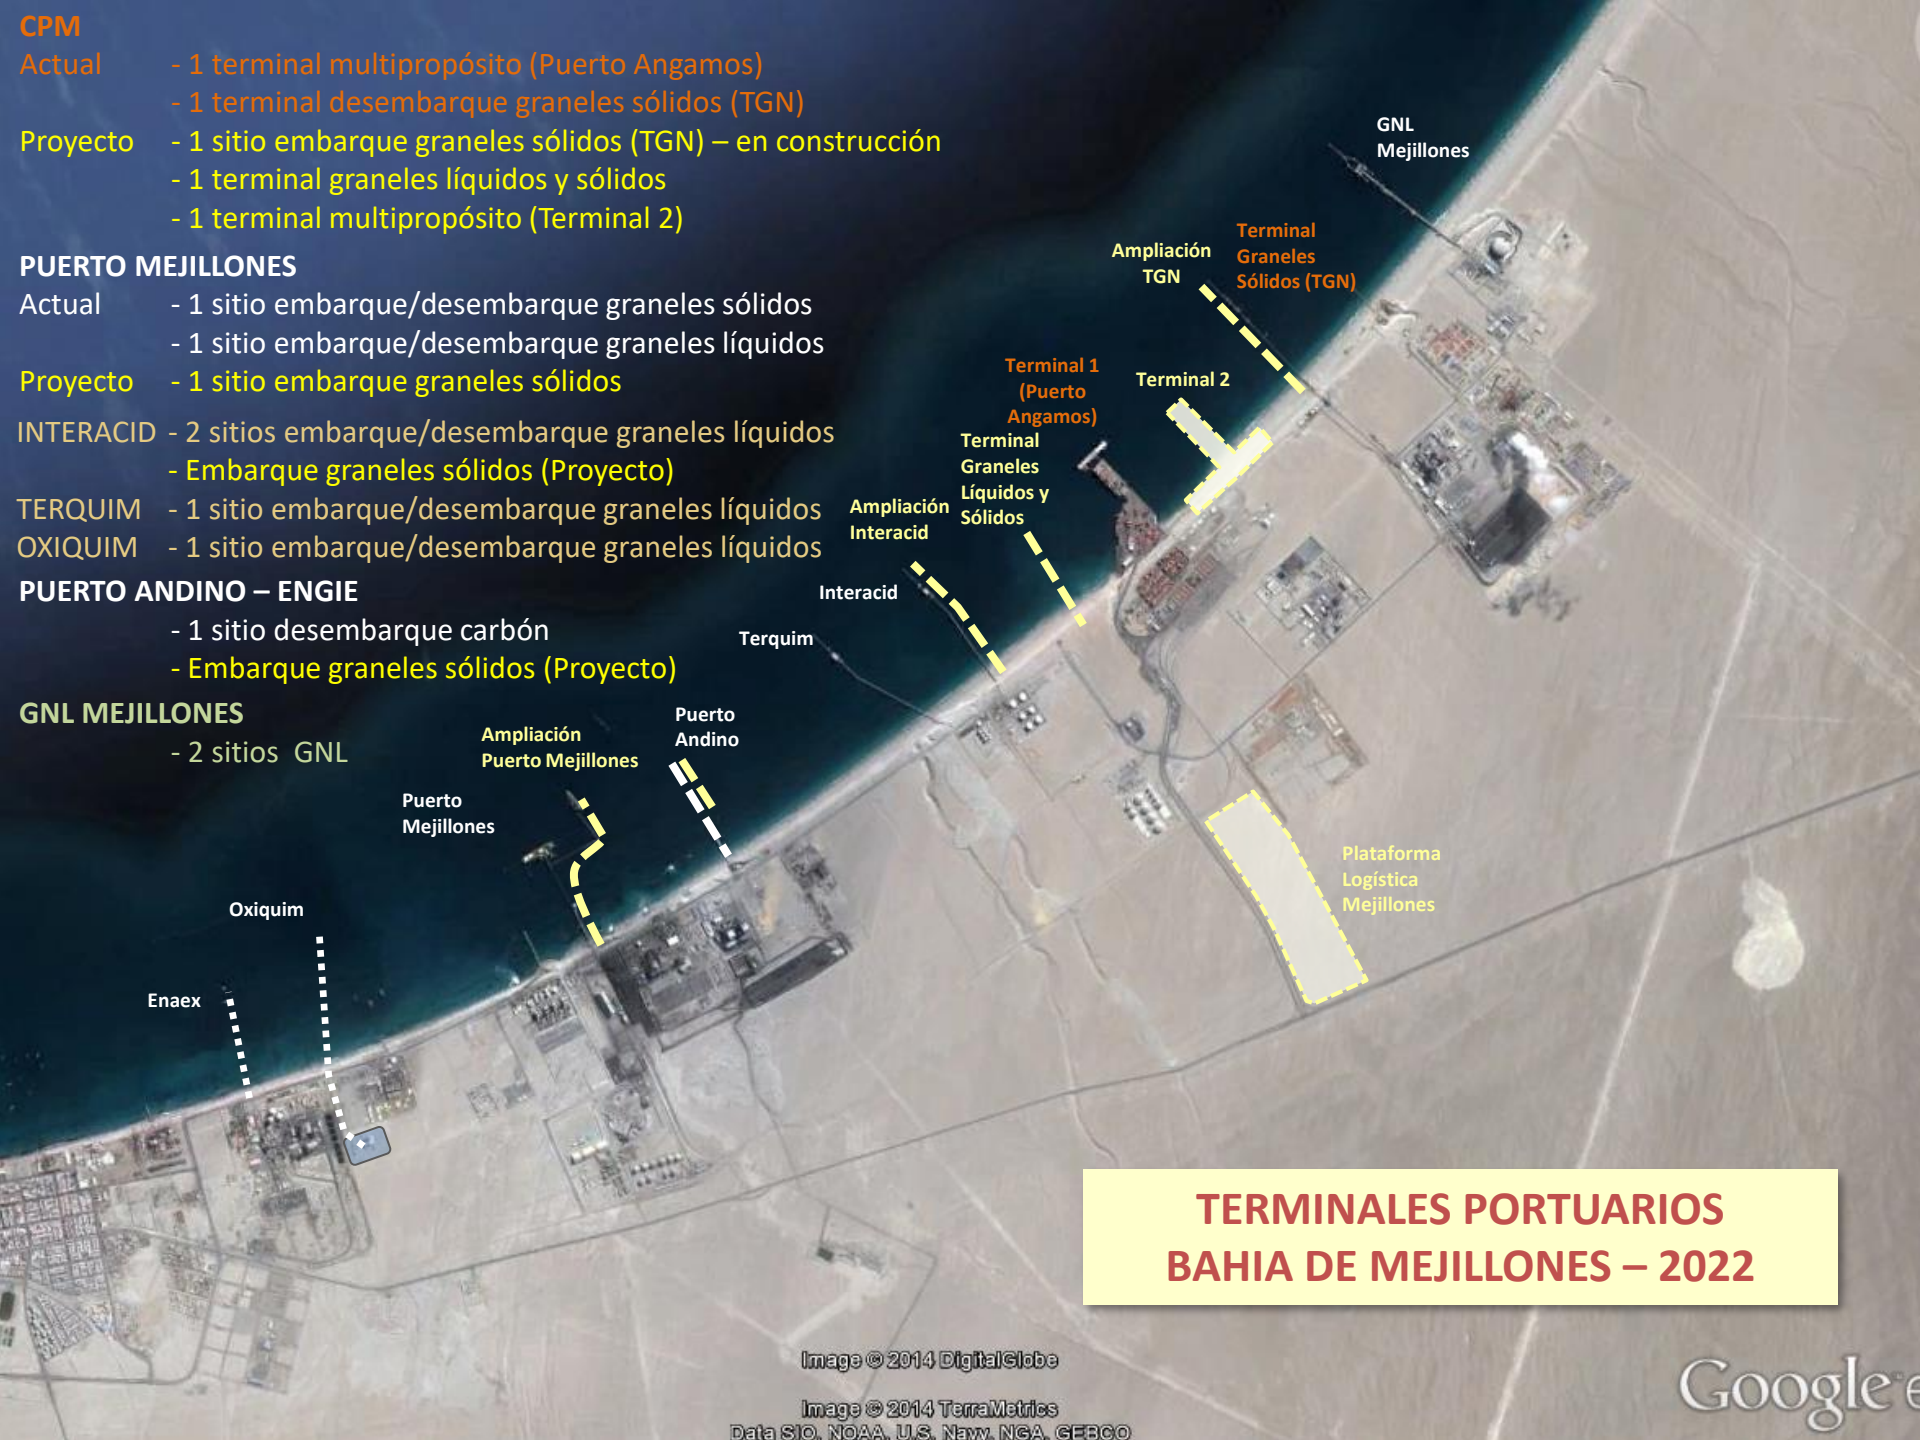 CPM
Actual - 1 terminal multipropósito (Puerto Angamos)
- 1 terminal desembarque graneles sólidos (TGN)
Proyecto - 1 sitio embarque graneles sólidos (TGN) – en construcción
- 1 terminal graneles líquidos y sólidos
- 1 terminal multipropósito (Terminal 2)
PUERTO MEJILLONES
Actual - 1 sitio embarque/desembarque graneles sólidos
- 1 sitio embarque/desembarque graneles líquidos
Proyecto - 1 sitio embarque graneles sólidos
INTERACID - 2 sitios embarque/desembarque graneles líquidos
- Embarque graneles sólidos (Proyecto)
TERQUIM - 1 sitio embarque/desembarque graneles líquidos
OXIQUIM - 1 sitio embarque/desembarque graneles líquidos
PUERTO ANDINO – ENGIE
- 1 sitio desembarque carbón
- Embarque graneles sólidos (Proyecto)
GNL MEJILLONES
- 2 sitios GNL
GNL
Mejillones
Terminal
Graneles
Sólidos (TGN)
Ampliación
TGN
Terminal 1
(Puerto
Angamos)
Terminal 2
Terminal
Graneles
Líquidos y
Sólidos
Ampliación
Interacid
Interacid
Terquim
Puerto
Andino
Ampliación
Puerto Mejillones
Puerto
Mejillones
Oxiquim
Enaex
Plataforma
Logística
Mejillones
TERMINALES PORTUARIOS
BAHIA DE MEJILLONES – 2022
Image © 2014 DigitalGlobe
Image © 2014 TerraMetrics
Data SIO, NOAA, U.S. Navy, NGA, GEBCO
Google e